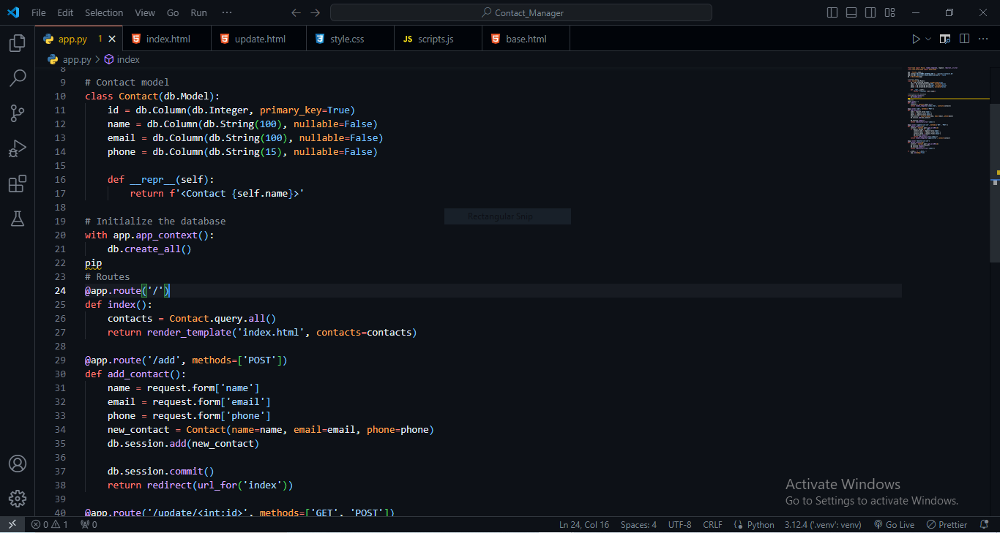 File Edit Selection View Go Run ··· Contact_Manager
app.py 1 index.html update.html style.css JS scripts.js base.html
app.py > index
8
9 # Contact model
10 class Contact(db.Model):
11 id = db.Column(db.Integer, primary_key=True)
12 name = db.Column(db.String(100), nullable=False)
13 email = db.Column(db.String(100), nullable=False)
14 phone = db.Column(db.String(15), nullable=False)
15
16 def __repr__(self):
17 return f'<Contact {self.name}>'
18
19 # Initialize the database
Rectangular Snip
20 with app.app_context():
21 db.create_all()
22 pip
23 # Routes
24 @app.route('/')
25 def index():
26 contacts = Contact.query.all()
27 return render_template('index.html', contacts=contacts)
28
29 @app.route('/add', methods=['POST'])
30 def add_contact():
31 name = request.form['name']
32 email = request.form['email']
33 phone = request.form['phone']
34 new_contact = Contact(name=name, email=email, phone=phone)
35 db.session.add(new_contact)
36
37 db.session.commit()
38 return redirect(url_for('index'))
39
40 @app.route('/update/<int:id>', methods=['GET', 'POST'])
Activate Windows
Go to Settings to activate Windows.
0 1 0 Ln 24, Col 16 Spaces: 4 UTF-8 CRLF Python 3.12.4 ('.venv': venv) Go Live Prettier